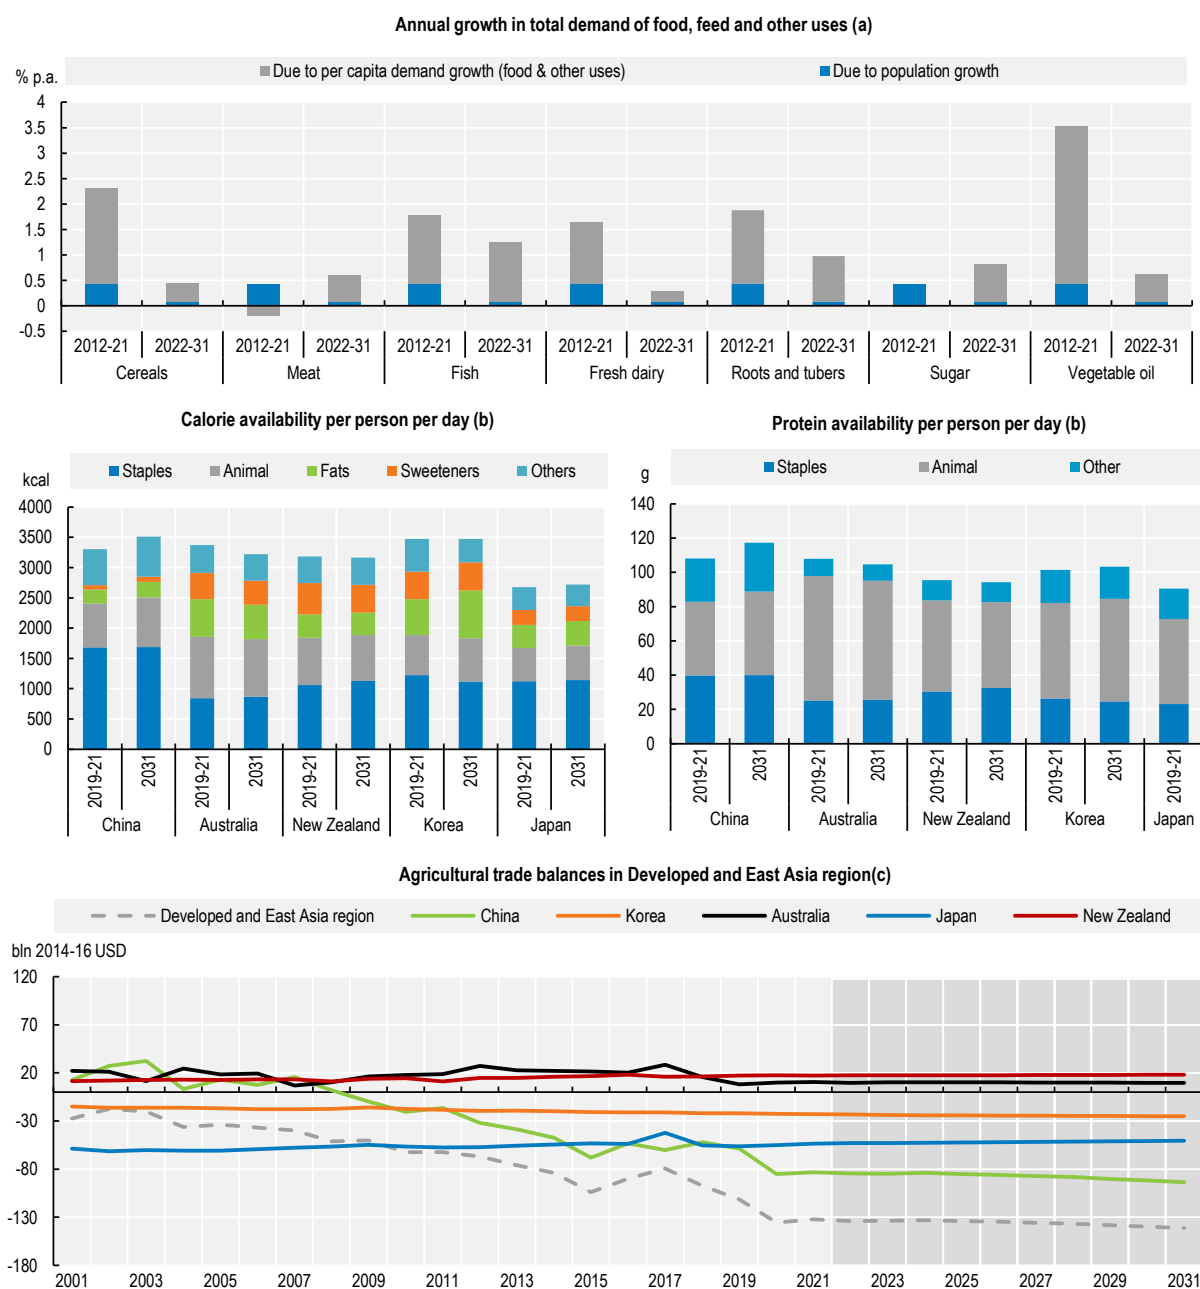 Annual growth in total demand of food, feed and other uses (a)
Due to per capita demand growth (food & other uses) Due to population growth
% p.a.
4
3.5
3
2.5
2
1.5
1
0.5
0
-0.5
2012-21 2022-31 2012-21 2022-31 2012-21 2022-31 2012-21 2022-31 2012-21 2022-31 2012-21 2022-31 2012-21 2022-31
Cereals Meat Fish Fresh dairy Roots and tubers Sugar Vegetable oil
Calorie availability per person per day (b)
Staples Animal Fats Sweeteners Others
kcal
4000
3500
3000
2500
2000
1500
1000
500
0
2019-21 2031 2019-21 2031 2019-21 2031 2019-21 2031 2019-21 2031
China Australia New Zealand Korea Japan
Protein availability per person per day (b)
Staples Animal Other
g
140
120
100
80
60
40
20
0
2019-21 2031 2019-21 2031 2019-21 2031 2019-21 2031 2019-21
China Australia New Zealand Korea Japan
Agricultural trade balances in Developed and East Asia region(c)
Developed and East Asia region China Korea Australia Japan New Zealand
bln 2014-16 USD
120
70
20
-30
-80
-130
-180
2001 2003 2005 2007 2009 2011 2013 2015 2017 2019 2021 2023 2025 2027 2029 2031